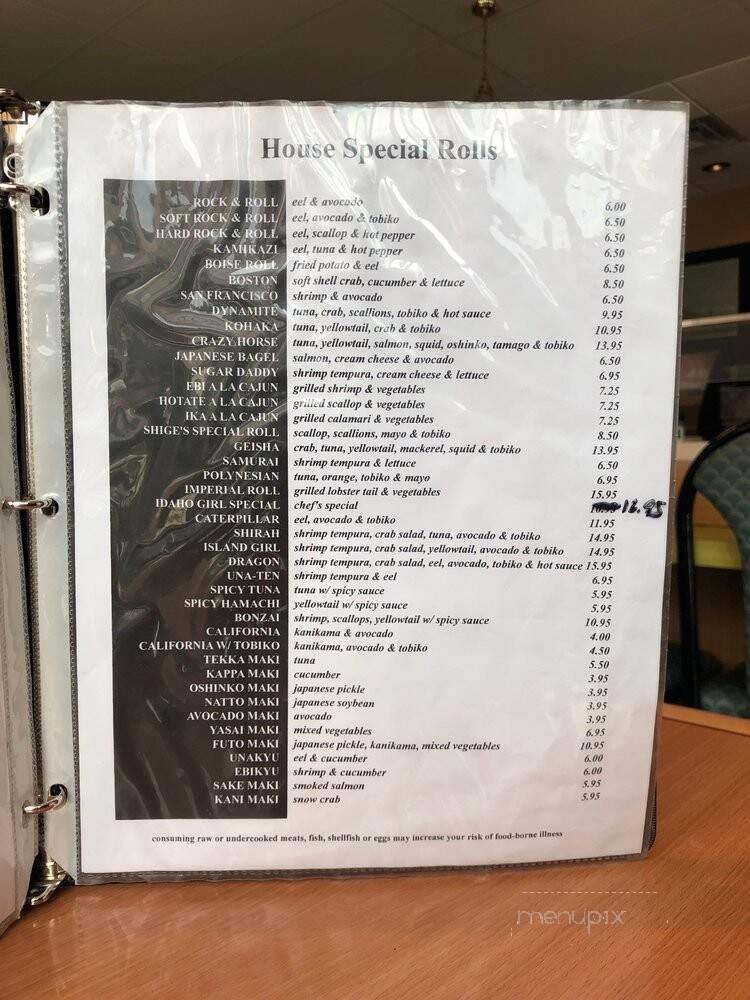 House Special Rolls
ROCK & ROLL eel & avocado 6.00
SOFT ROCK & ROLL eel, avocado & tobiko 6.50
HARD ROCK & ROLL eel, scallop & hot pepper 6.50
KAMIKAZI eel, tuna & hot pepper 6.50
BOISE ROLL fried potato & eel 6.50
BOSTON soft shell crab, cucumber & lettuce 8.50
SAN FRANCISCO shrimp & avocado 6.50
DYNAMITE tuna, crab, scallions, tobiko & hot sauce 9.95
KOHAKA tuna, yellowtail, crab & tobiko 10.95
CRAZY HORSE tuna, yellowtail, salmon, squid, oshinko, tamago & tobiko 13.95
JAPANESE BAGEL salmon, cream cheese & avocado 6.50
SUGAR DADDY shrimp tempura, cream cheese & lettuce 6.95
EBI A LA CAJUN grilled shrimp & vegetables 7.25
HOTATE A LA CAJUN grilled scallop & vegetables 7.25
IKA A LA CAJUN grilled calamari & vegetables 7.25
SHIGE'S SPECIAL ROLL scallop, scallions, mayo & tobiko 8.50
GEISHA crab, tuna, yellowtail, mackerel, squid & tobiko 13.95
SAMURAI shrimp tempura & lettuce 6.50
POLYNESIAN tuna, orange, tobiko & mayo 6.95
IMPERIAL ROLL grilled lobster tail & vegetables 15.95
IDAHO GIRL SPECIAL chef's special 16.95
CATERPILLAR eel, avocado & tobiko 11.95
SHIRAH shrimp tempura, crab salad, tuna, avocado & tobiko 14.95
ISLAND GIRL shrimp tempura, crab salad, yellowtail, avocado & tobiko 14.95
DRAGON shrimp tempura, crab salad, eel, avocado, tobiko & hot sauce 15.95
UNA-TEN shrimp tempura & eel 6.95
SPICY TUNA tuna w/ spicy sauce 5.95
SPICY HAMACHI yellowtail w/ spicy sauce 5.95
BONZAI shrimp, scallops, yellowtail w/ spicy sauce 10.95
CALIFORNIA kanikama & avocado 4.00
CALIFORNIA W/ TOBIKO kanikama, avocado & tobiko 4.50
TEKKA MAKI tuna 5.50
KAPPA MAKI cucumber 3.95
OSHINKO MAKI japanese pickle 3.95
NATTO MAKI japanese soybean 3.95
AVOCADO MAKI avocado 3.95
YASAI MAKI mixed vegetables 6.95
FUTO MAKI japanese pickle, kanikama, mixed vegetables 10.95
UNAKYU eel & cucumber 6.00
EBIKYU shrimp & cucumber 6.00
SAKE MAKI smoked salmon 5.95
KANI MAKI snow crab 5.95
consuming raw or undercooked meats, fish, shellfish or eggs may increase your risk of food-borne illness
menupix